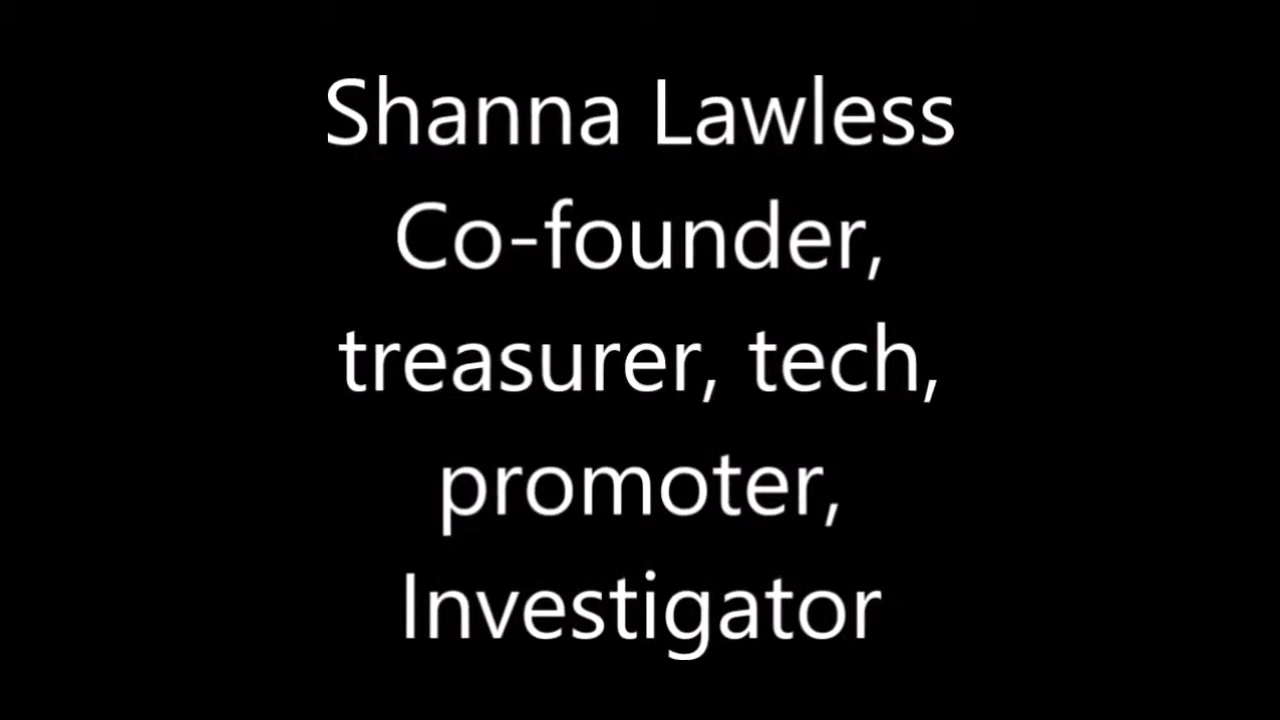 Shanna Lawless
Co-founder,
treasurer, tech,
promoter,
Investigator